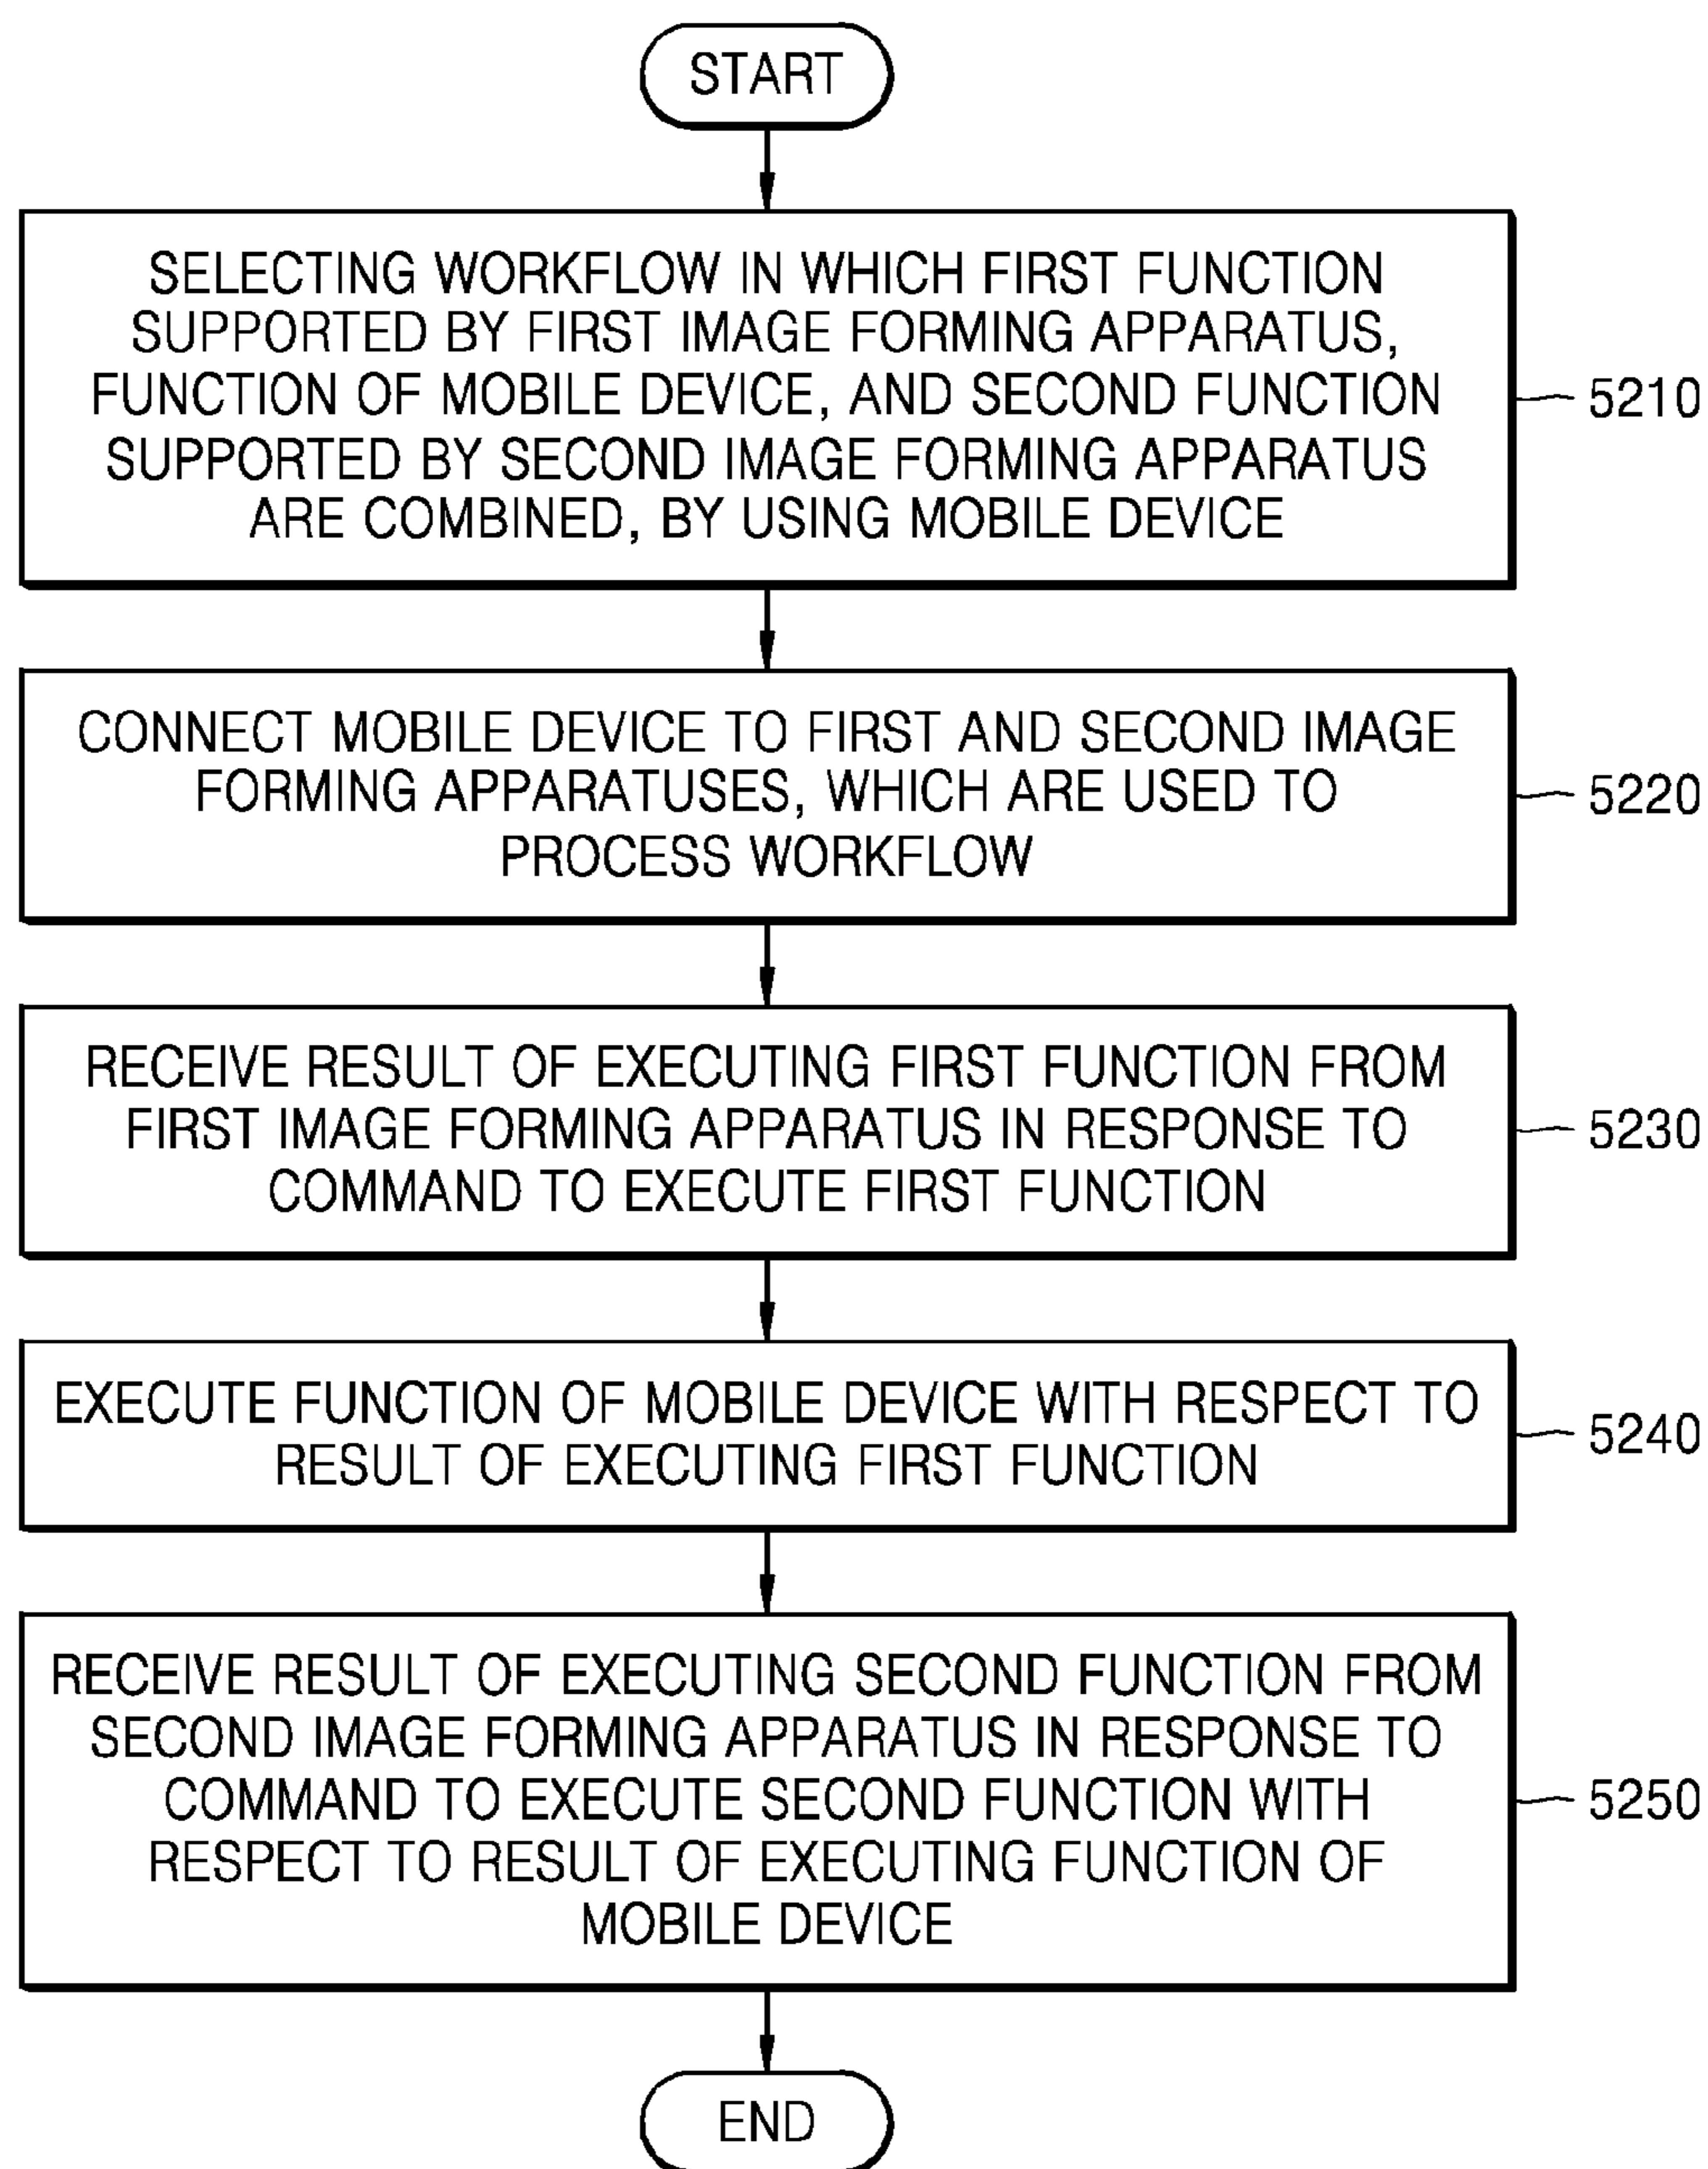 START
SELECTING WORKFLOW IN WHICH FIRST FUNCTION
SUPPORTED BY FIRST IMAGE FORMING APPARATUS,
FUNCTION OF MOBILE DEVICE, AND SECOND FUNCTION
SUPPORTED BY SECOND IMAGE FORMING APPARATUS
ARE COMBINED, BY USING MOBILE DEVICE
5210
CONNECT MOBILE DEVICE TO FIRST AND SECOND IMAGE
FORMING APPARATUSES, WHICH ARE USED TO
PROCESS WORKFLOW
5220
RECEIVE RESULT OF EXECUTING FIRST FUNCTION FROM
FIRST IMAGE FORMING APPARATUS IN RESPONSE TO
COMMAND TO EXECUTE FIRST FUNCTION
5230
EXECUTE FUNCTION OF MOBILE DEVICE WITH RESPECT TO
RESULT OF EXECUTING FIRST FUNCTION
5240
RECEIVE RESULT OF EXECUTING SECOND FUNCTION FROM
SECOND IMAGE FORMING APPARATUS IN RESPONSE TO
COMMAND TO EXECUTE SECOND FUNCTION WITH
RESPECT TO RESULT OF EXECUTING FUNCTION OF
MOBILE DEVICE
5250
END